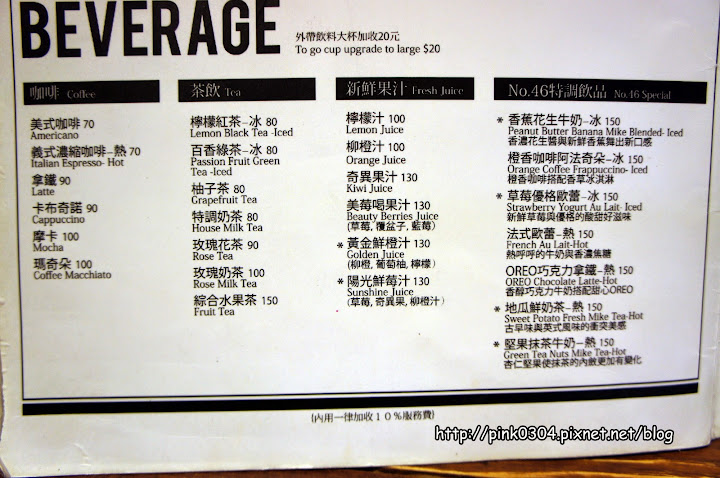 BEVERAGE
外帶飲料大杯加收20元
To go cup upgrade to large $20
咖啡 Coffee
美式咖啡 70
Americano
義式濃縮咖啡-熱 70
Italian Espresso- Hot
拿鐵 90
Latte
卡布奇諾 90
Cappuccino
摩卡 100
Mocha
瑪奇朵 100
Coffee Macchiato
茶飲 Tea
檸檬紅茶-冰 80
Lemon Black Tea -Iced
百香綠茶-冰 80
Passion Fruit Green
Tea -Iced
柚子茶 80
Grapefruit Tea
特調奶茶 80
House Milk Tea
玫瑰花茶 90
Rose Tea
玫瑰奶茶 100
Rose Milk Tea
綜合水果茶 150
Fruit Tea
新鮮果汁 Fresh Juice
檸檬汁 100
Lemon Juice
柳橙汁 100
Orange Juice
奇異果汁 130
Kiwi Juice
美莓喝果汁 130
Beauty Berries Juice
(草莓, 覆盆子, 藍莓)
* 黃金鮮橙汁 130
Golden Juice
(柳橙, 葡萄柚, 檸檬)
* 陽光鮮莓汁 130
Sunshine Juice
(草莓, 奇異果, 柳橙汁)
No.46特調飲品 No.46 Special
* 香蕉花生牛奶-冰 150
Peanut Butter Banana Mike Blended- Iced
香濃花生醬與新鮮香蕉舞出新口感
橙香咖啡阿法奇朵-冰 150
Orange Coffee Frappuccino- Iced
橙香咖啡搭配香草冰淇淋
* 草莓優格歐蕾-冰 150
Strawberry Yogurt Au Lait- Iced
新鮮草莓與優格的酸甜好滋味
法式歐蕾-熱 150
French Au Lait-Hot
熱呼呼的牛奶與香濃焦糖
OREO巧克力拿鐵-熱 150
OREO Chocolate Latte-Hot
香醇巧克力牛奶搭配甜心OREO
* 地瓜鮮奶茶-熱 150
Sweet Potato Fresh Mike Tea-Hot
古早味與英式風味的衝突美感
* 堅果抹茶牛奶-熱 150
Green Tea Nuts Mike Tea-Hot
杏仁堅果使抹茶的內斂更加有變化
(內用一律加收10%服務費)
http://pink0304.pixnet.net/blog